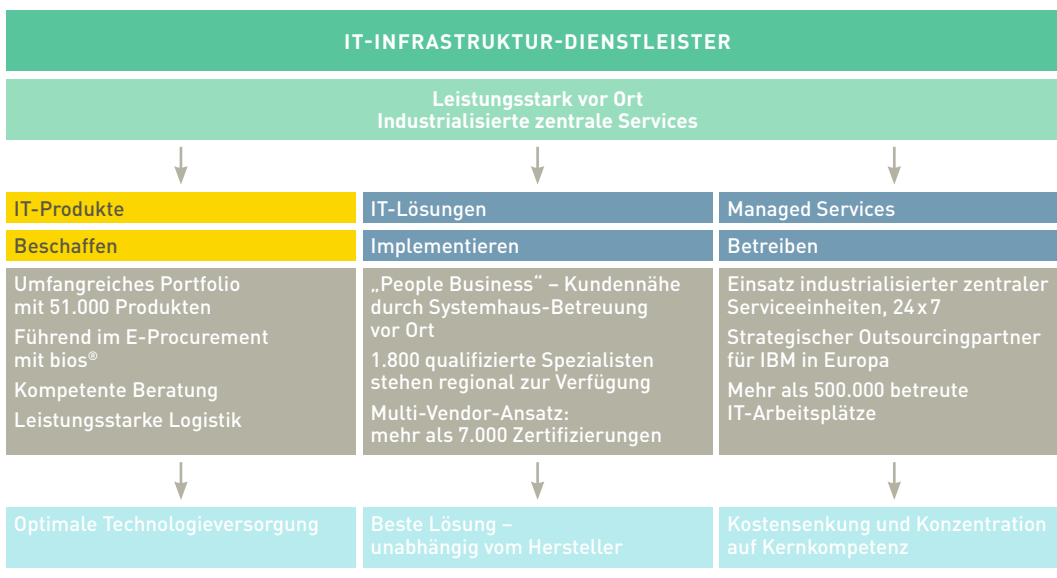 IT-INFRASTRUKTUR-DIENSTLEISTER
Leistungsstark vor Ort
Industrialisierte zentrale Services
IT-Produkte
Beschaffen
Umfangreiches Portfolio
mit 51.000 Produkten
Führend im E-Procurement
mit bios®
Kompetente Beratung
Leistungsstarke Logistik
Optimale Technologieversorgung
IT-Lösungen
Implementieren
„People Business“ – Kundennähe
durch Systemhaus-Betreuung
vor Ort
1.800 qualifizierte Spezialisten
stehen regional zur Verfügung
Multi-Vendor-Ansatz:
mehr als 7.000 Zertifizierungen
Beste Lösung –
unabhängig vom Hersteller
Managed Services
Betreiben
Einsatz industrialisierter zentraler
Serviceeinheiten, 24 x 7
Strategischer Outsourcingpartner
für IBM in Europa
Mehr als 500.000 betreute
IT-Arbeitsplätze
Kostensenkung und Konzentration
auf Kernkompetenz